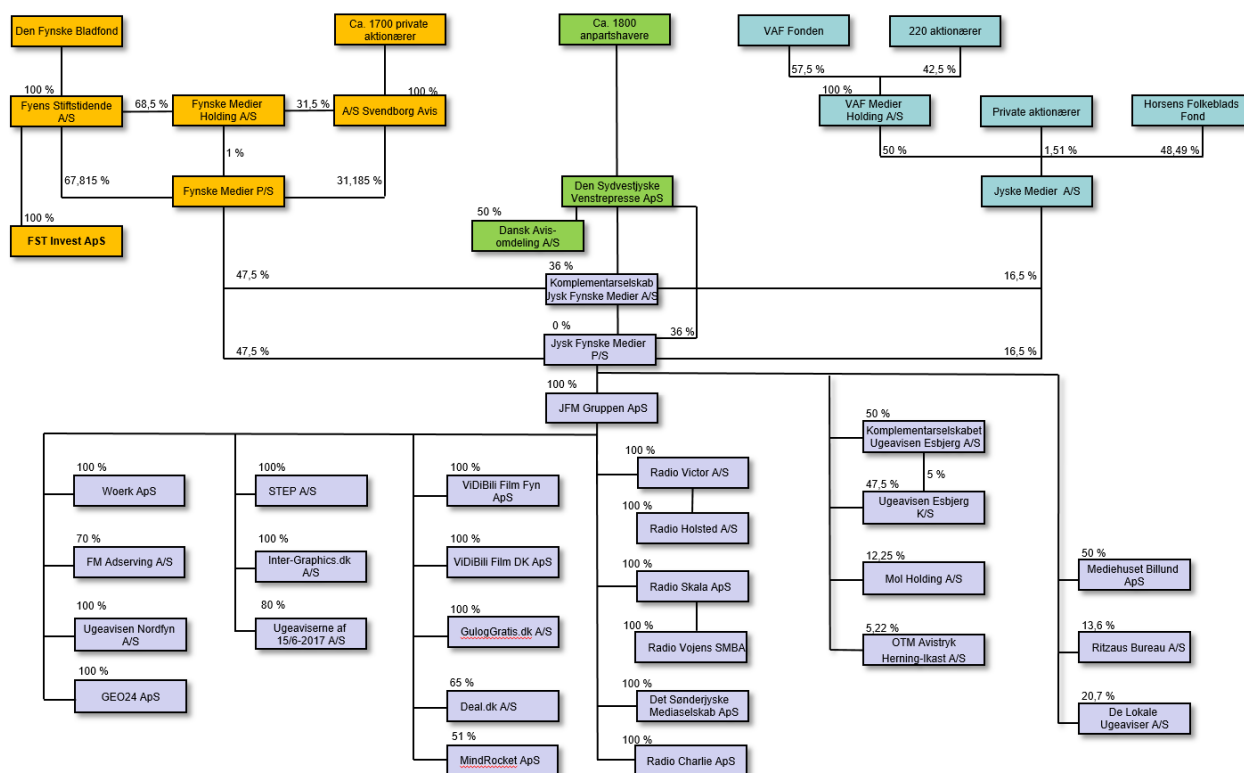 Den Fynske Bladfond
Ca. 1700 private
aktionærer
Ca. 1800
anpartshavere
VAF Fonden
220 aktionærer
57,5 %
42,5 %
100 %
Fyens Stiftstidende
A/S
68,5 %
Fynske Medier
Holding A/S
31,5 %
100 %
A/S Svendborg Avis
100 %
VAF Medier
Holding A/S
Private aktionærer
Horsens Folkeblads
Fond
1 %
50 %
1,51 %
48,49 %
67,815 %
Fynske Medier P/S
31,185 %
Den Sydvestjyske
Venstrepresse ApS
Jyske Medier A/S
100 %
FST Invest ApS
50 %
Dansk Avis-
omdeling A/S
47,5 %
36 %
Komplementarselskab
Jysk Fynske Medier A/S
16,5 %
0 %
36 %
47,5 %
Jysk Fynske Medier
P/S
16,5 %
100 %
JFM Gruppen ApS
50 %
Komplementarselskabet
Ugeavisen Esbjerg A/S
5 %
47,5 %
Ugeavisen Esbjerg
K/S
12,25 %
Mol Holding A/S
5,22 %
OTM Avistryk
Herning-Ikast A/S
50 %
Mediehuset Billund
ApS
13,6 %
Ritzaus Bureau A/S
20,7 %
De Lokale
Ugeaviser A/S
100 %
Woerk ApS
70 %
FM Adserving A/S
100 %
Ugeavisen Nordfyn
A/S
100 %
GEO24 ApS
100%
STEP A/S
100 %
Inter-Graphics.dk
A/S
80 %
Ugeaviserne af
15/6-2017 A/S
100 %
ViDiBili Film Fyn
ApS
100 %
ViDiBili Film DK ApS
100 %
GulogGratis.dk A/S
65 %
Deal.dk A/S
51 %
MindRocket ApS
100 %
Radio Victor A/S
100 %
Radio Holsted A/S
100 %
Radio Skala ApS
100 %
Radio Vojens SMBA
100 %
Det Sønderjyske
Mediaselskab ApS
100 %
Radio Charlie ApS